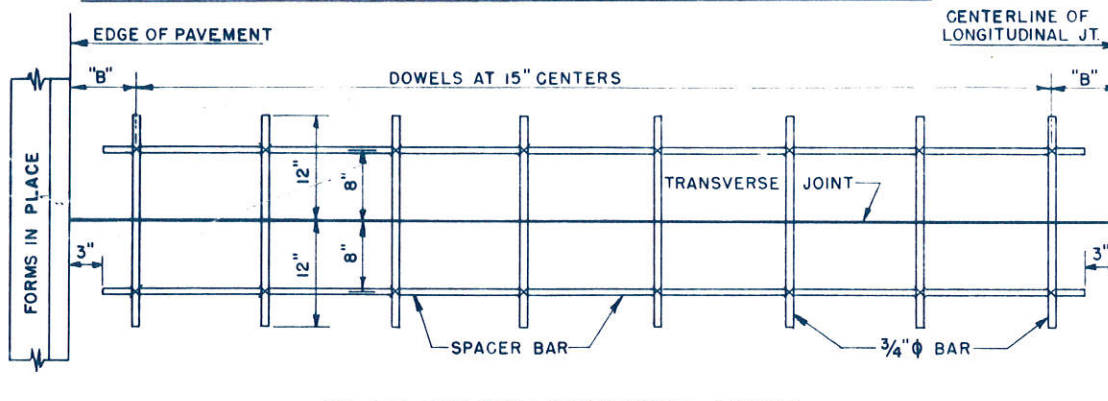 EDGE OF PAVEMENT
CENTERLINE OF
LONGITUDINAL JT.
"B"
DOWELS AT 15" CENTERS
"B"
FORMS IN PLACE
12"
8"
TRANSVERSE JOINT
3"
12"
8"
3"
SPACER BAR
3/4"ϕ BAR